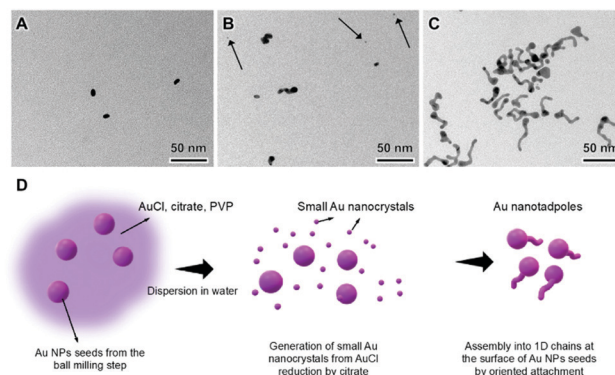 A
B
C
50 nm
50 nm
50 nm
D
AuCl, citrate, PVP
Small Au nanocrystals
Au nanotadpoles
Dispersion in water
Au NPs seeds from the
ball milling step
Generation of small Au
nanocrystals from AuCl
reduction by citrate
Assembly into 1D chains at
the surface of Au NPs seeds
by oriented attachment